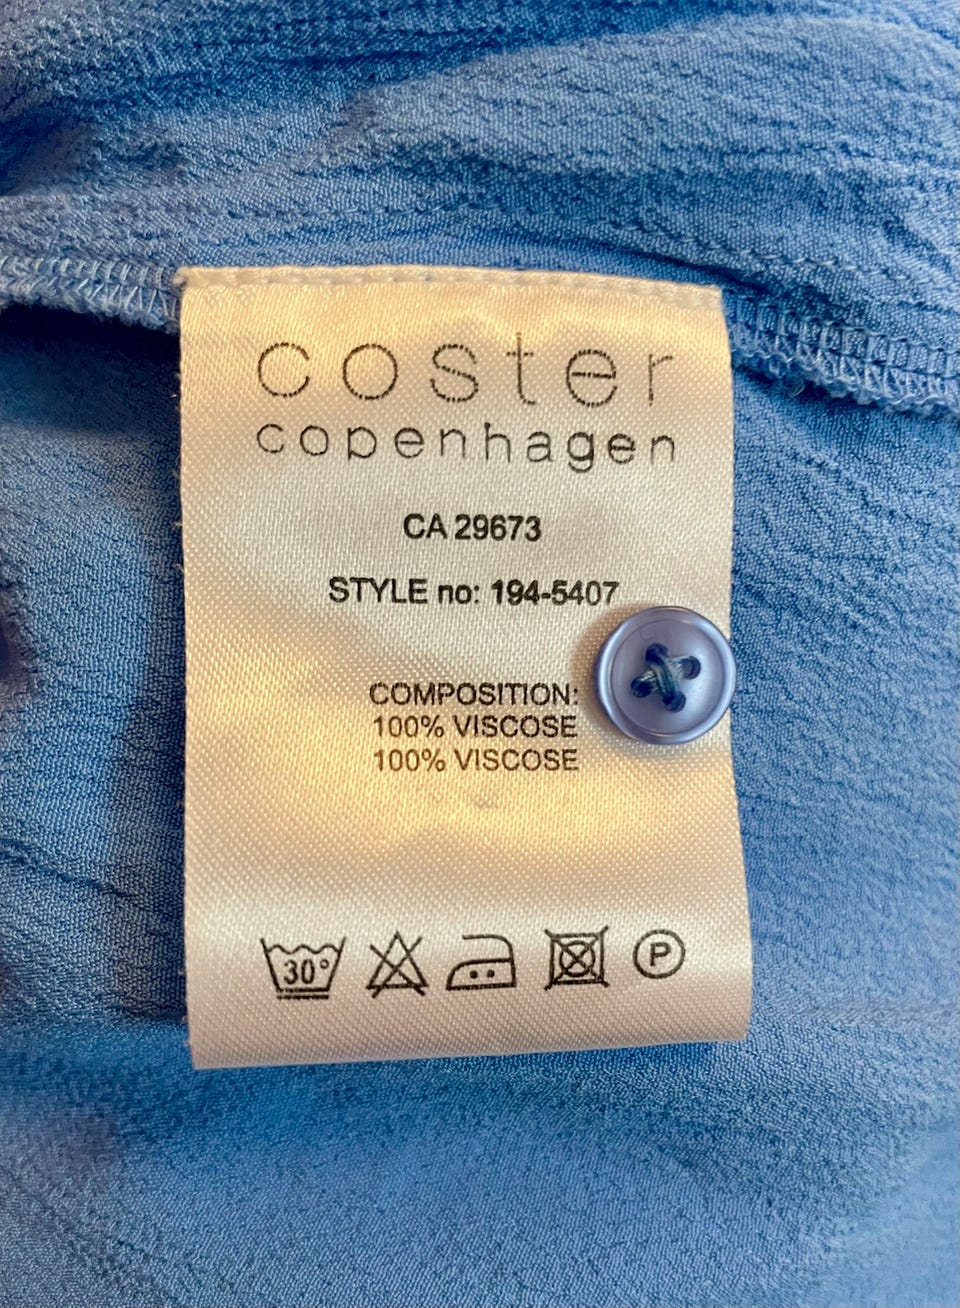 coster
copenhagen
CA 29673
STYLE no: 194-5407
COMPOSITION:
100% VISCOSE
100% VISCOSE
30° P